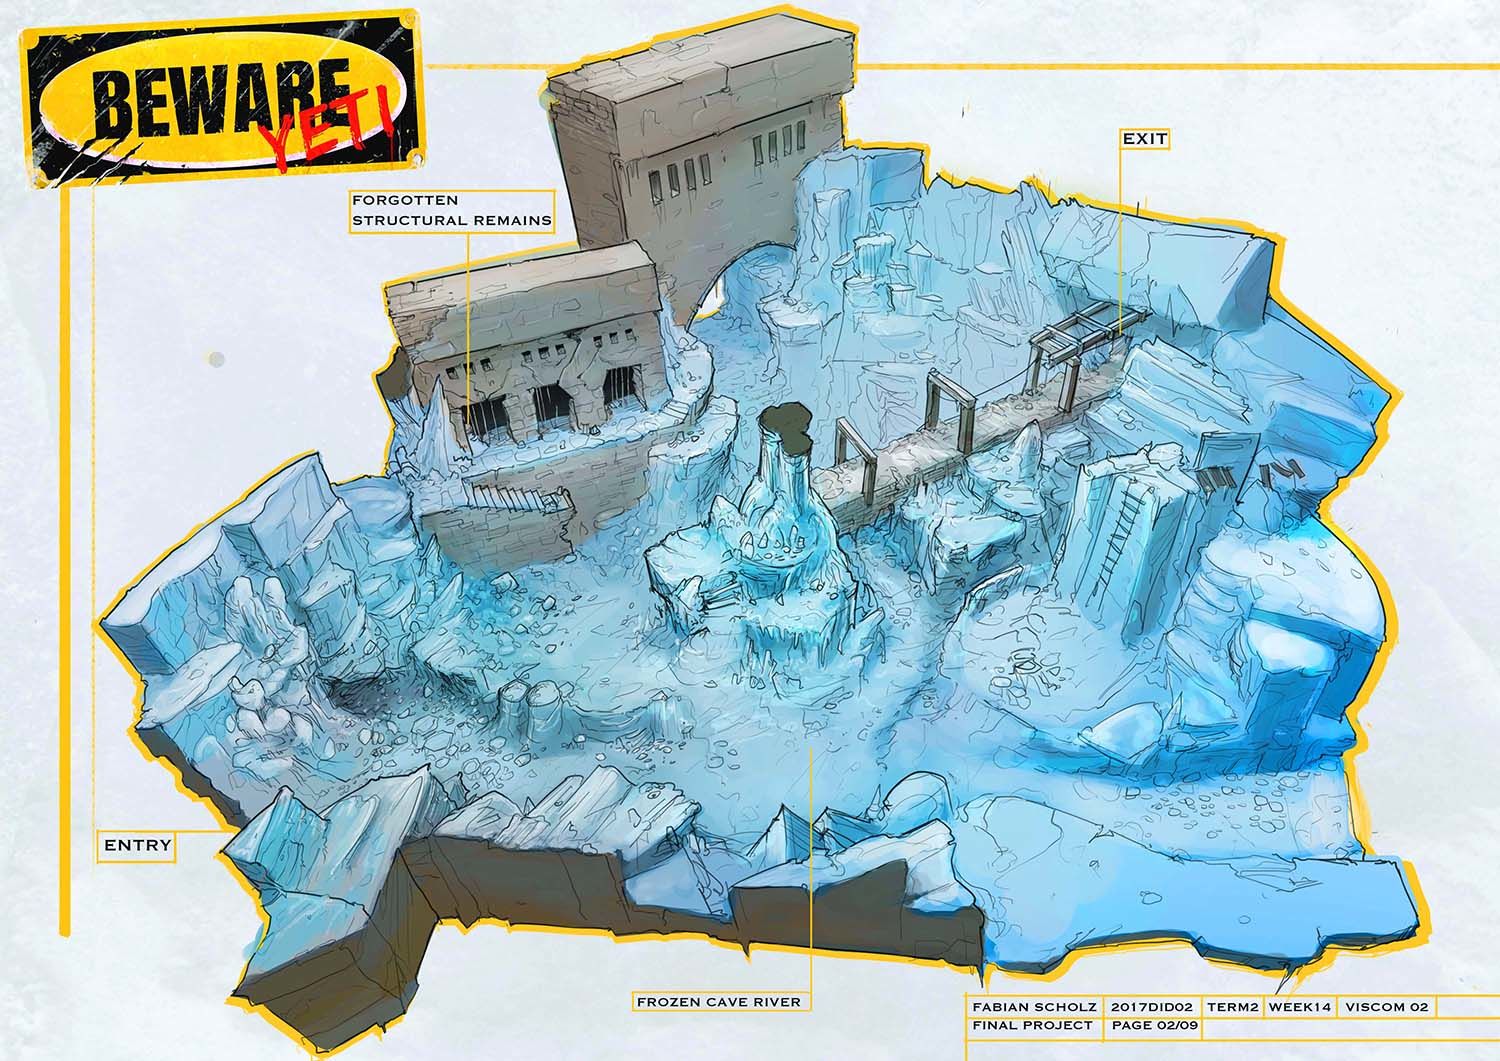 BEWARE
YETI
EXIT
FORGOTTEN
STRUCTURAL REMAINS
ENTRY
FROZEN CAVE RIVER
FABIAN SCHOLZ 2017DID02 TERM2 WEEK14 VISCOM 02
FINAL PROJECT PAGE 02/09